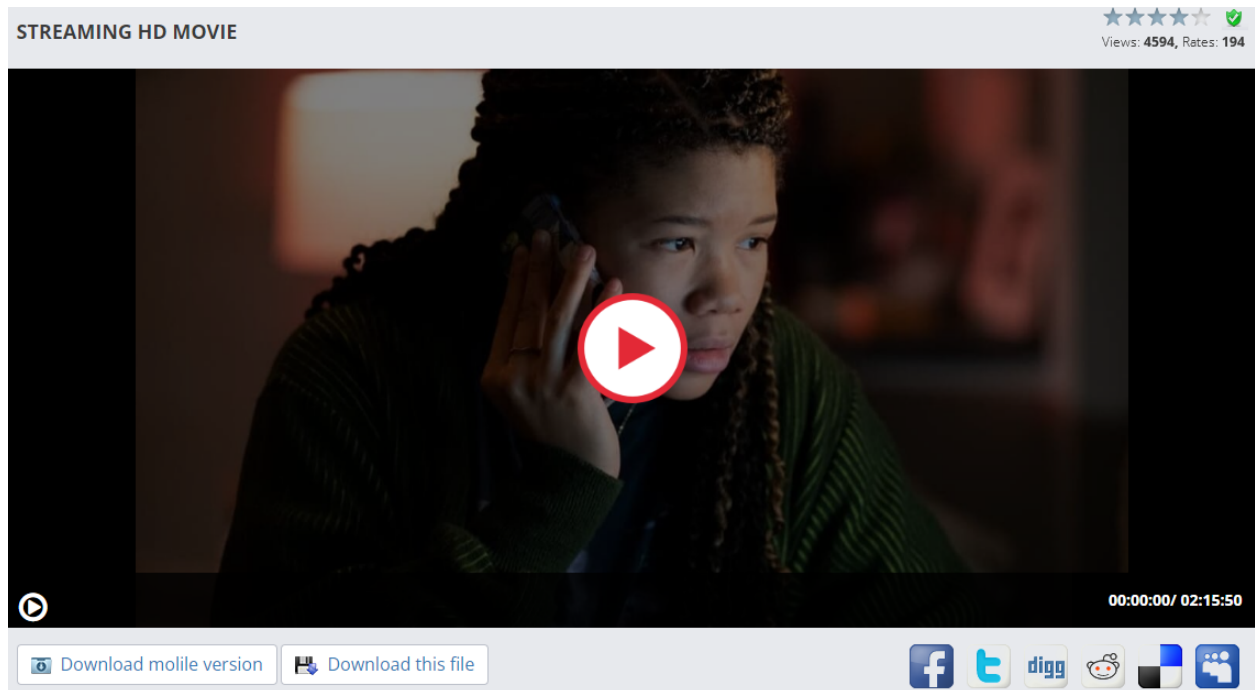 STREAMING HD MOVIE
Views: 4594, Rates: 194
00:00:00/ 02:15:50
Download molile version
Download this file
digg